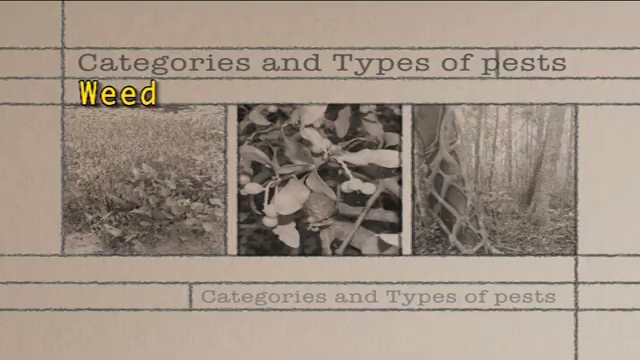 Categories and Types of pests
Weed
Categories and Types of pests